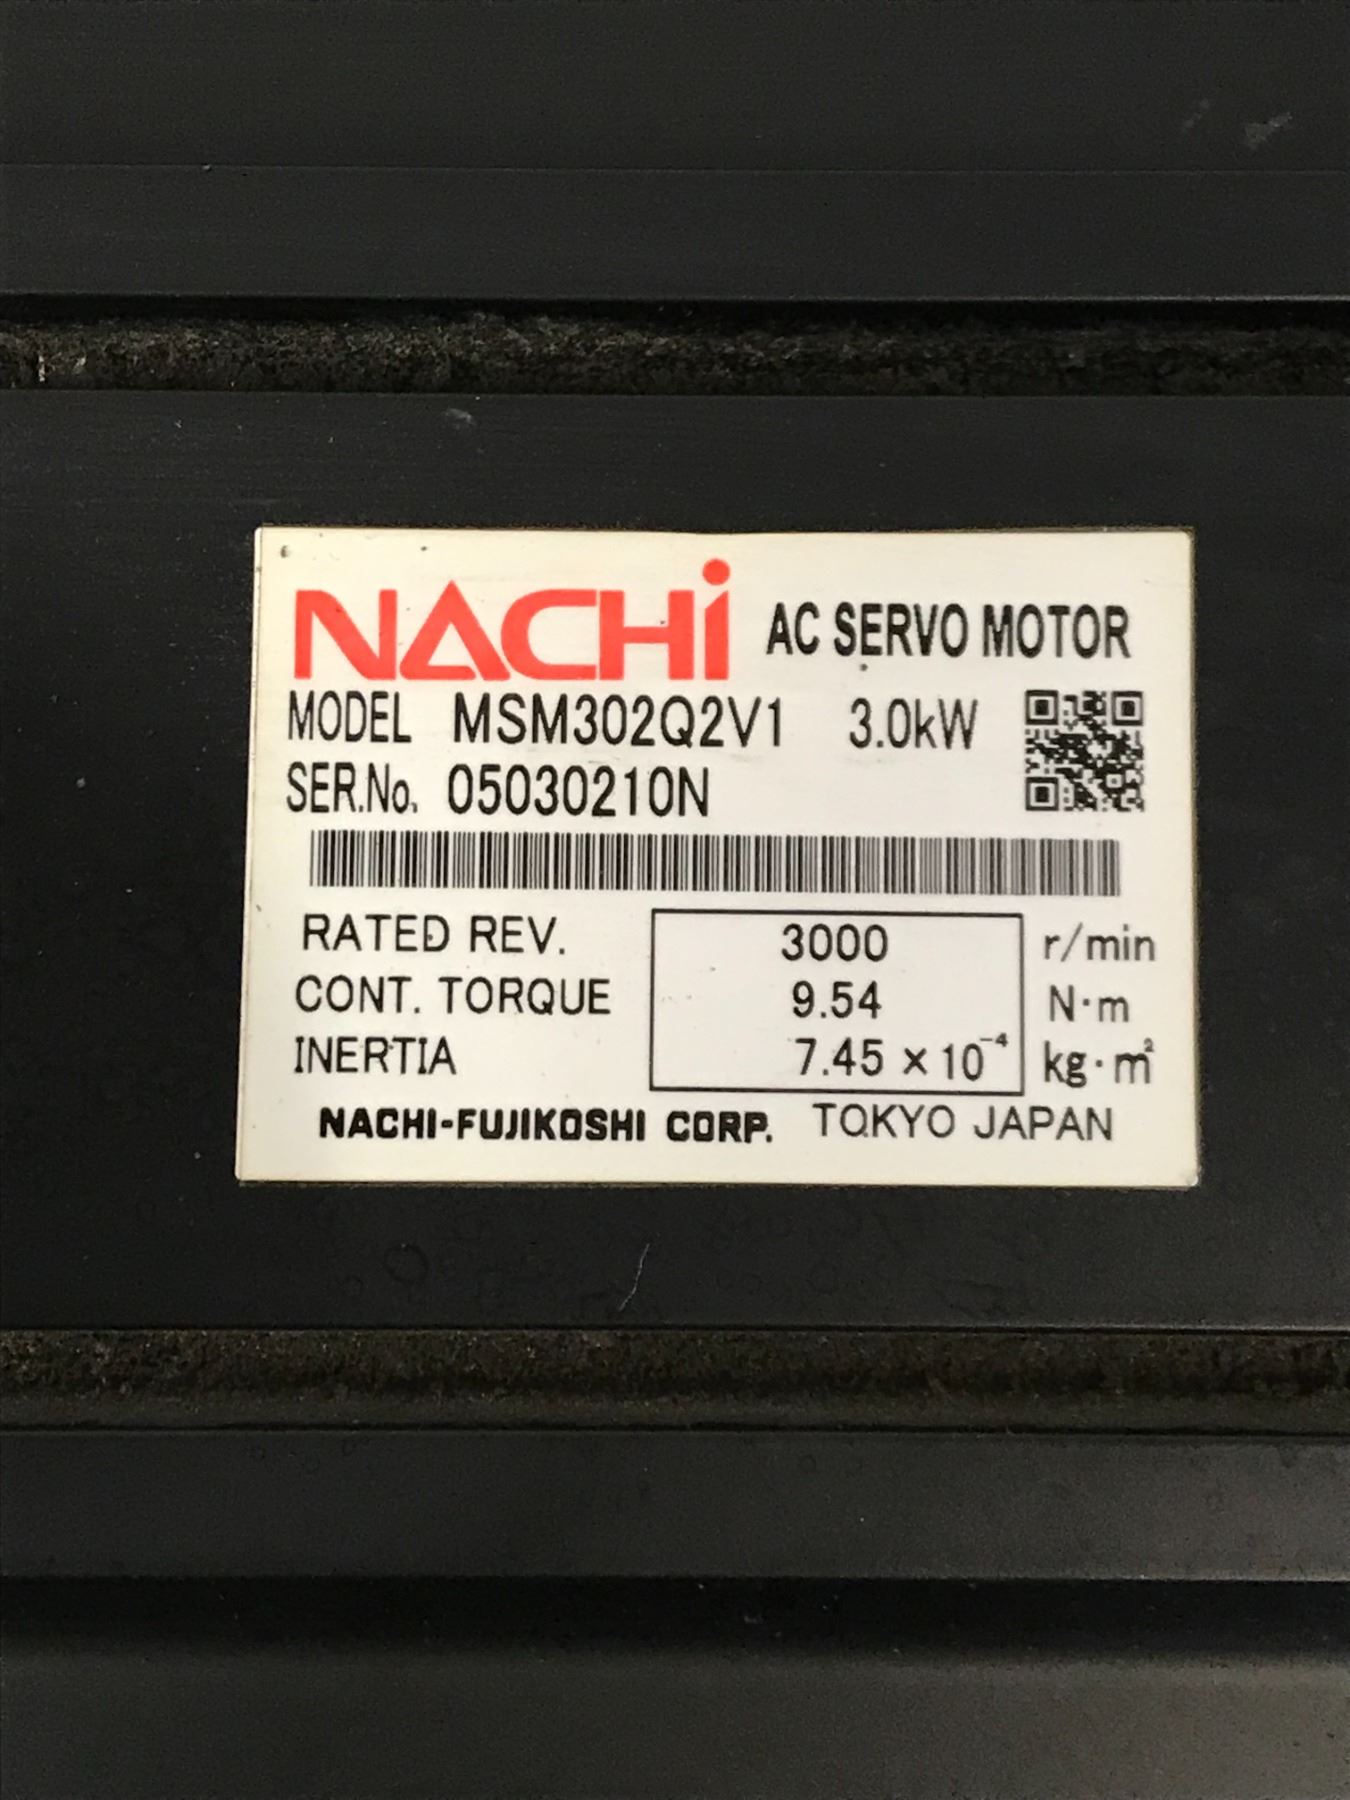 NACHi AC SERVO MOTOR
MODEL MSM302Q2V1 3.0kW
SER.No. 05030210N
RATED REV. 3000 r/min
CONT. TORQUE 9.54 N·m
INERTIA 7.45 × 10⁻⁴ kg·m²
NACHI-FUJIKOSHI CORP. TOKYO JAPAN